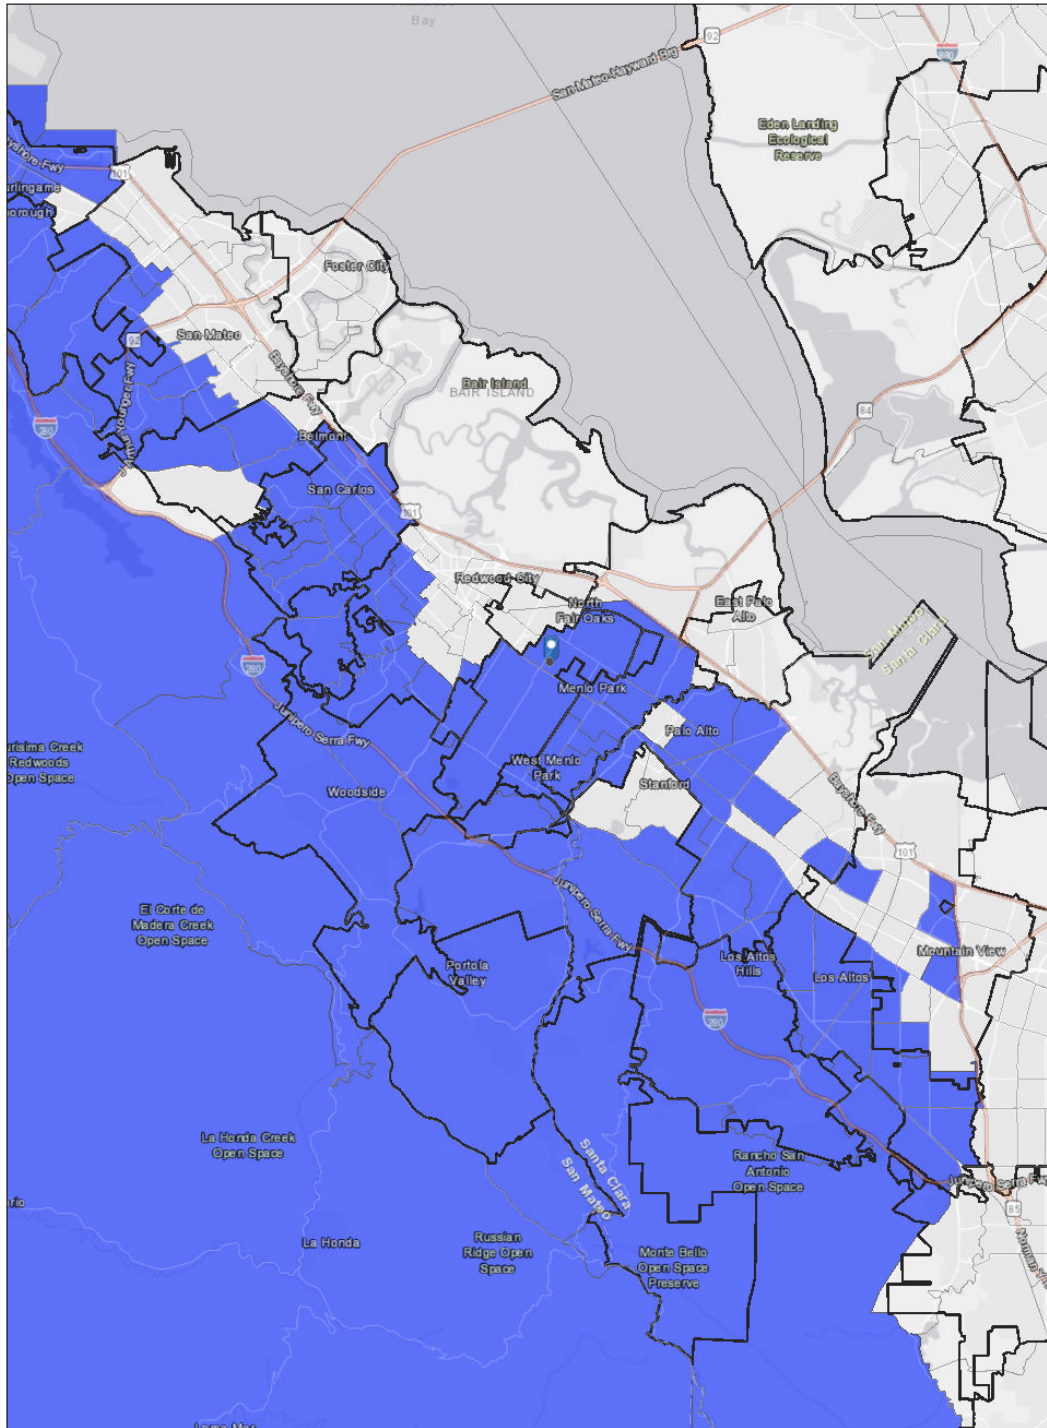 Bay
92
880
San Mateo-Hayward Brg
Eden Landing
Ecological
Reserve
Bayshore Fwy
101
Foster City
San Mateo
92
Bayshore Fwy
Bair Island
BAIR ISLAND
84
280
Belmont
San Carlos
101
Redwood City
North
Fair Oaks
East Palo
Alto
San Mateo
Santa Clara
280
Menlo Park
Junipero Serra Fwy
Palo Alto
West Menlo
Park
Stanford
Woodside
Redwoods
Open Space
Bayshore Fwy
101
El Corte de
Madera Creek
Open Space
Junipero Serra Fwy
Portola
Valley
Los Altos
Hills
Los Altos
Mountain View
280
La Honda Creek
Open Space
Santa Clara
San Mateo
Rancho San
Antonio
Open Space
Junipero Serra Fwy
85
La Honda
Russian
Ridge Open
Space
Monte Bello
Open Space
Preserve